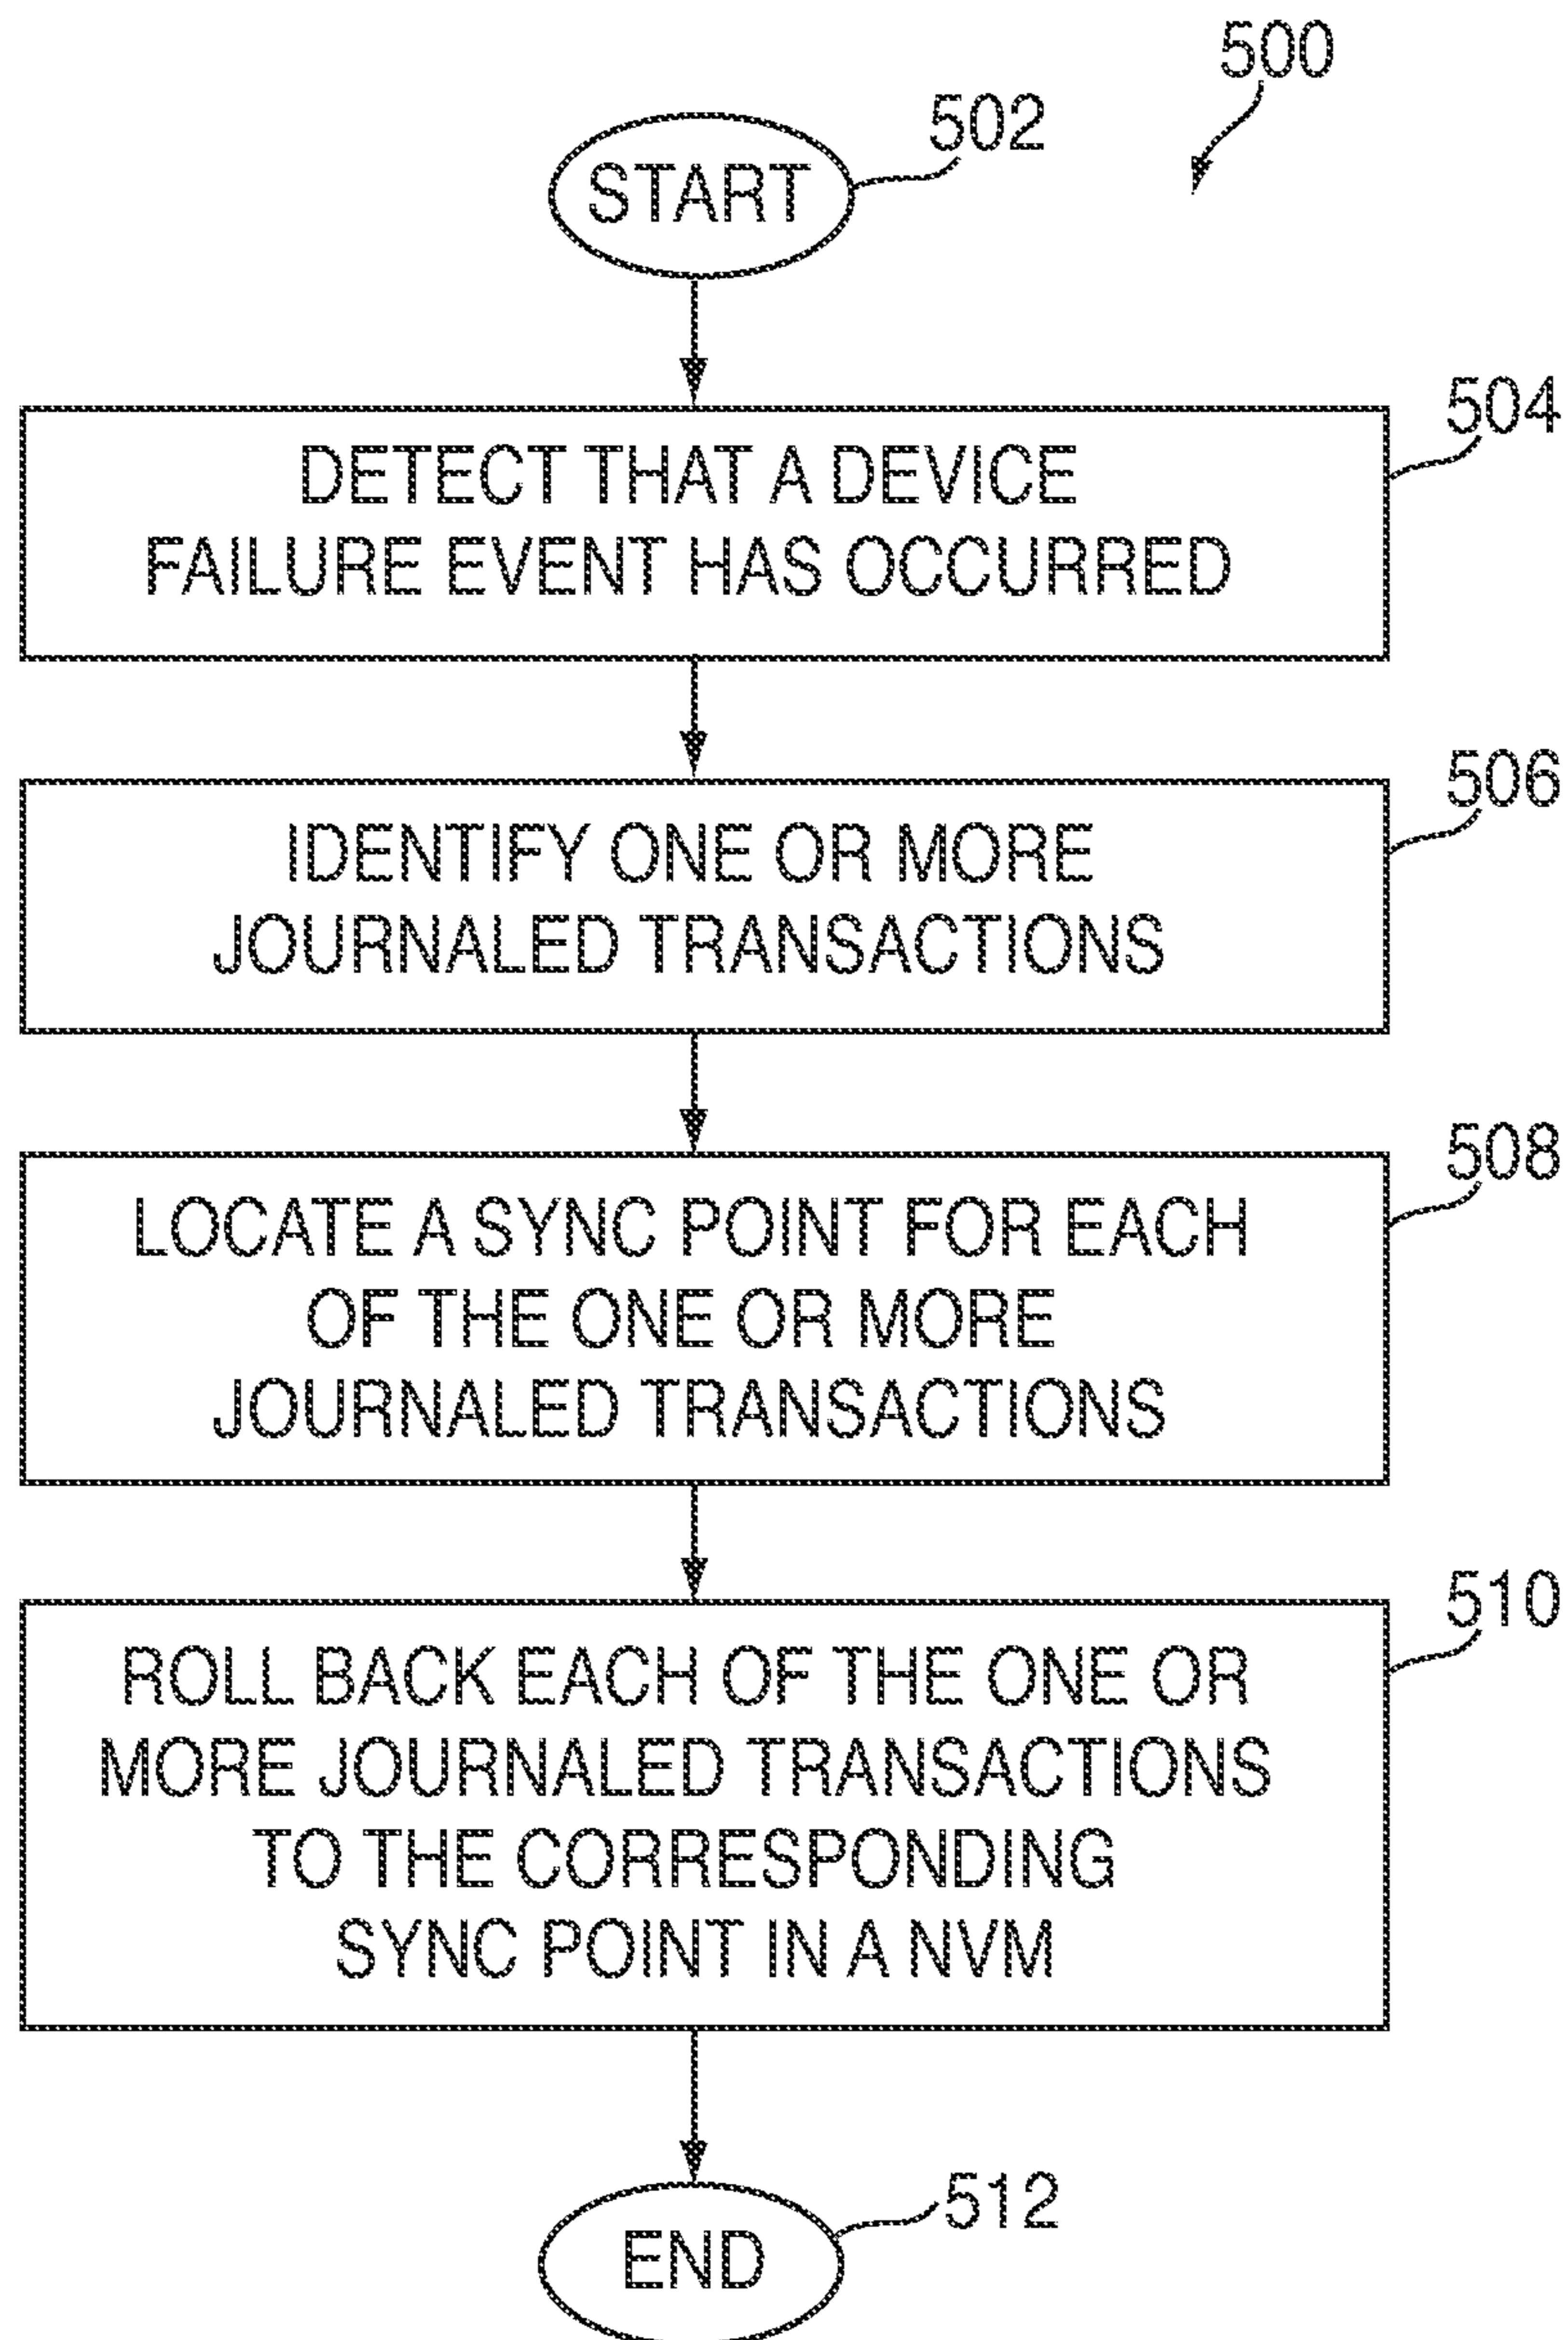 500
502
START
504
DETECT THAT A DEVICE
FAILURE EVENT HAS OCCURRED
506
IDENTIFY ONE OR MORE
JOURNALED TRANSACTIONS
508
LOCATE A SYNC POINT FOR EACH
OF THE ONE OR MORE
JOURNALED TRANSACTIONS
510
ROLL BACK EACH OF THE ONE OR
MORE JOURNALED TRANSACTIONS
TO THE CORRESPONDING
SYNC POINT IN A NVM
512
END